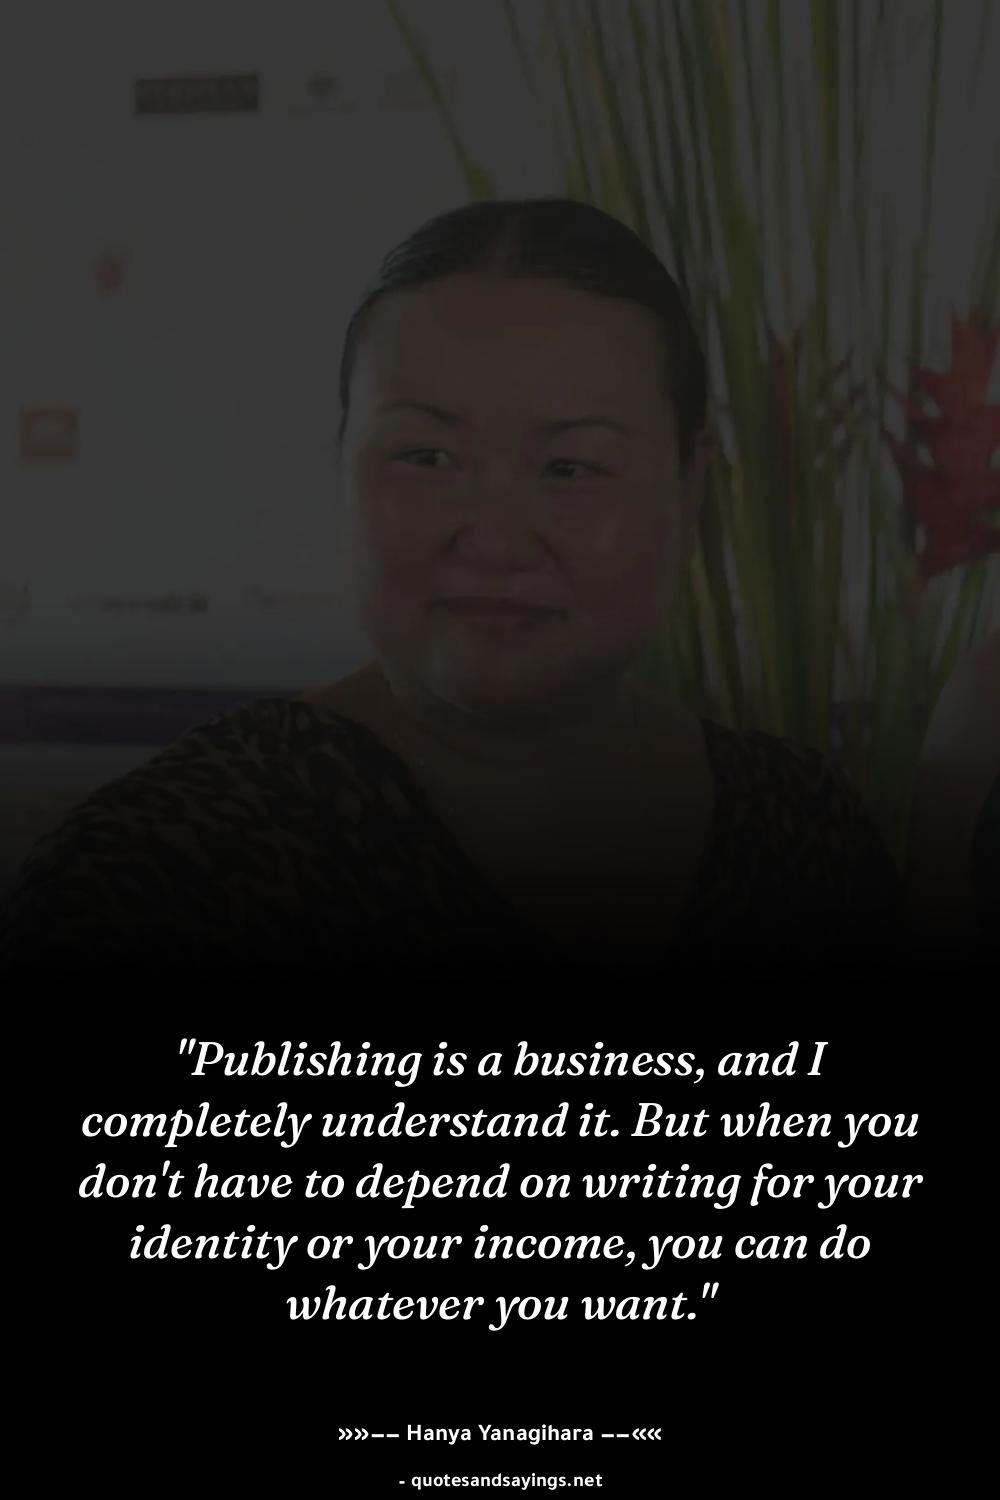 "Publishing is a business, and I
completely understand it. But when you
don't have to depend on writing for your
identity or your income, you can do
whatever you want."
»»−− Hanya Yanagihara −−««
- quotesandsayings.net